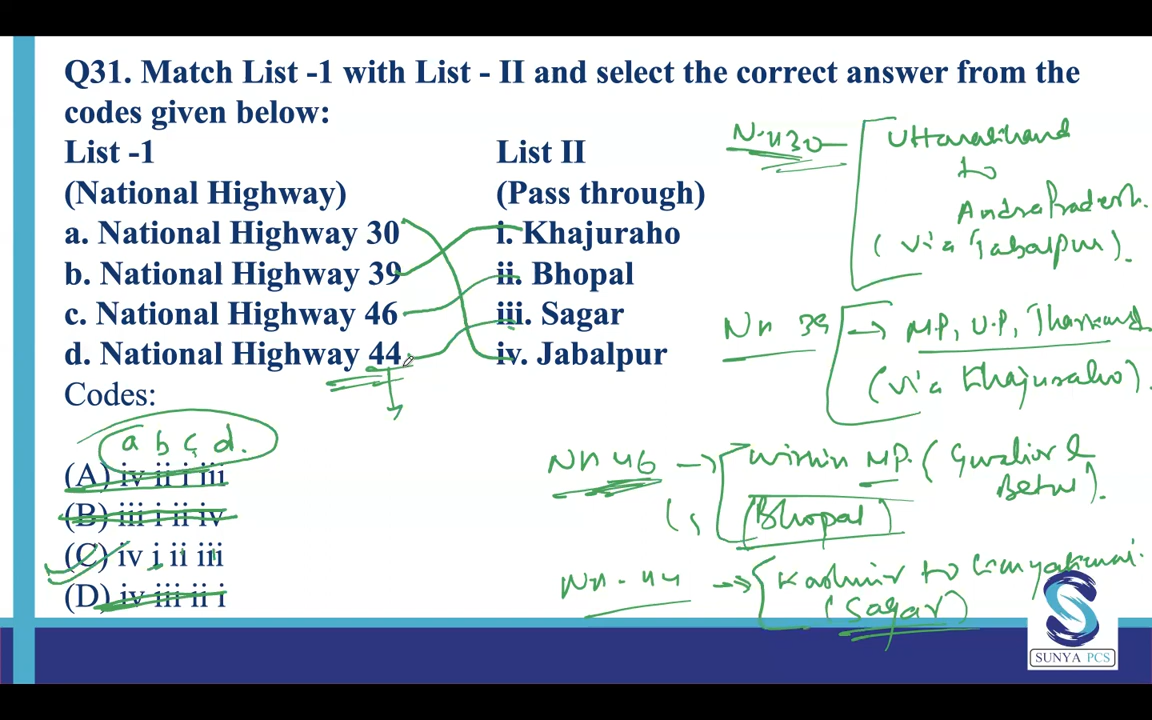 Q31. Match List -1 with List - II and select the correct answer from the
codes given below:
List -1 List II
(National Highway) (Pass through)
a. National Highway 30 i. Khajuraho
b. National Highway 39 ii. Bhopal
c. National Highway 46 iii. Sagar
d. National Highway 44 iv. Jabalpur
Codes:
a b c d.
(A) iv ii i iii
(B) iii i ii iv
(C) iv i ii iii
(D) iv iii ii i
N.H 30 Uttarakhand
to
Andra Pradesh.
(via Jabalpur).
NH 39 → M.P, U.P,
(via Khajuraho).
NH 46 → within MP. (Gwalior &
Betul).
(Bhopal)
NH - 44 → Kashmir to
(Sagar)
SUNYA PCS